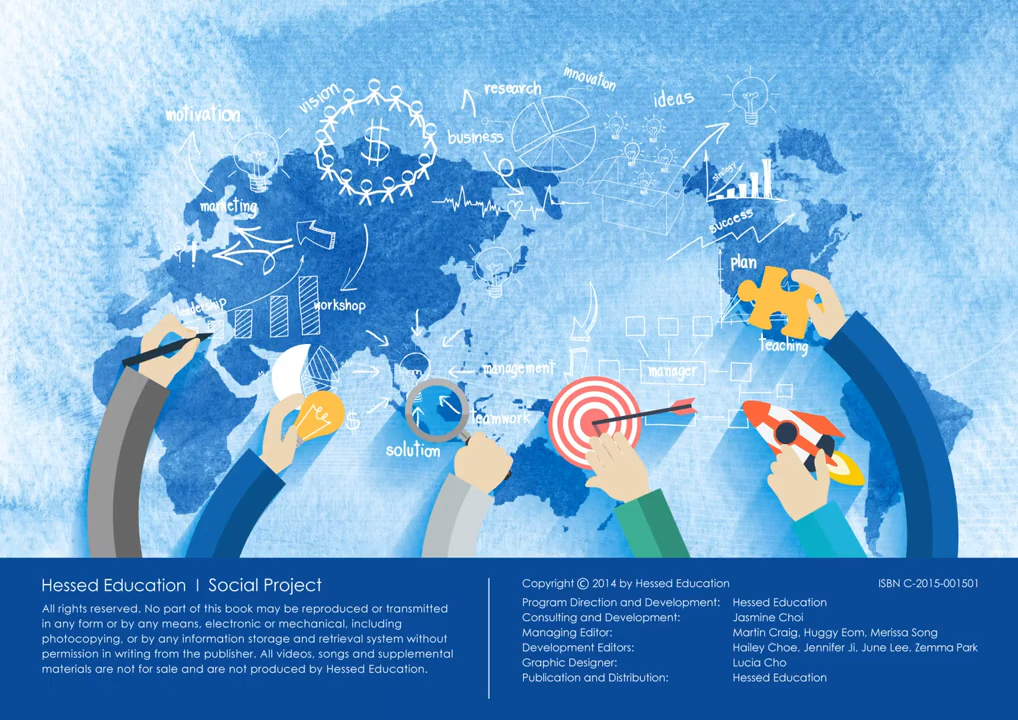 motivation
vision
research
innovation
ideas
business
marketing
strategy
success
plan
leadership
workshop
teaching
management
manager
teamwork
solution
$
$
Hessed Education | Social Project
All rights reserved. No part of this book may be reproduced or transmitted
in any form or by any means, electronic or mechanical, including
photocopying, or by any information storage and retrieval system without
permission in writing from the publisher. All videos, songs and supplemental
materials are not for sale and are not produced by Hessed Education.
Copyright © 2014 by Hessed Education ISBN C-2015-001501
Program Direction and Development: Hessed Education
Consulting and Development: Jasmine Choi
Managing Editor: Martin Craig, Huggy Eom, Merissa Song
Development Editors: Hailey Choe, Jennifer Ji, June Lee, Zemma Park
Graphic Designer: Lucia Cho
Publication and Distribution: Hessed Education